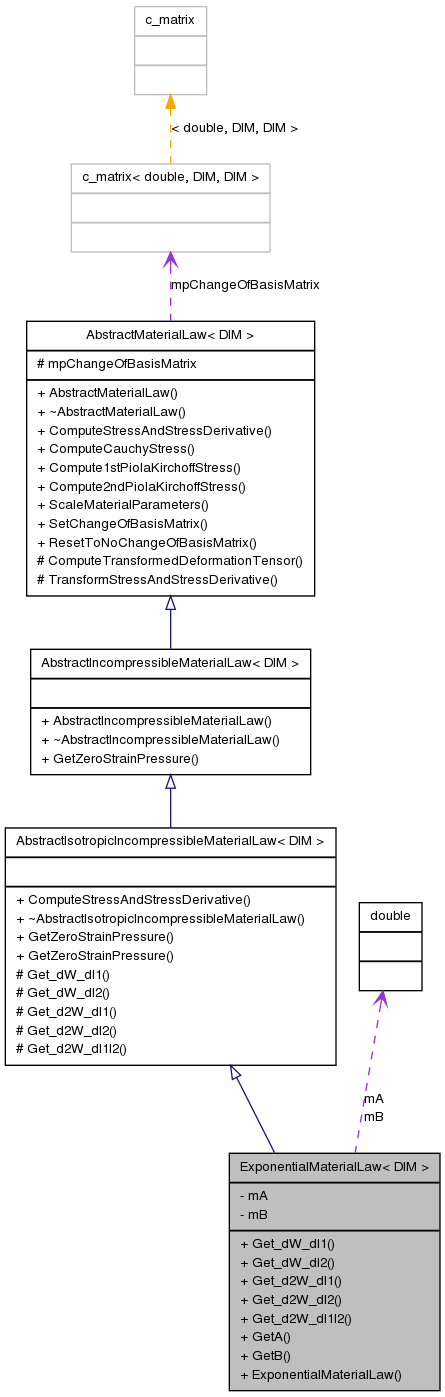 c_matrix
< double, DIM, DIM >
c_matrix< double, DIM, DIM >
mpChangeOfBasisMatrix
AbstractMaterialLaw< DIM >
# mpChangeOfBasisMatrix
+ AbstractMaterialLaw()
+ ~AbstractMaterialLaw()
+ ComputeStressAndStressDerivative()
+ ComputeCauchyStress()
+ Compute1stPiolaKirchoffStress()
+ Compute2ndPiolaKirchoffStress()
+ ScaleMaterialParameters()
+ SetChangeOfBasisMatrix()
+ ResetToNoChangeOfBasisMatrix()
# ComputeTransformedDeformationTensor()
# TransformStressAndStressDerivative()
AbstractIncompressibleMaterialLaw< DIM >
+ AbstractIncompressibleMaterialLaw()
+ ~AbstractIncompressibleMaterialLaw()
+ GetZeroStrainPressure()
AbstractIsotropicIncompressibleMaterialLaw< DIM >
+ ComputeStressAndStressDerivative()
+ ~AbstractIsotropicIncompressibleMaterialLaw()
+ GetZeroStrainPressure()
+ GetZeroStrainPressure()
# Get_dW_dI1()
# Get_dW_dI2()
# Get_d2W_dI1()
# Get_d2W_dI2()
# Get_d2W_dI1I2()
double
mA
mB
ExponentialMaterialLaw< DIM >
- mA
- mB
+ Get_dW_dI1()
+ Get_dW_dI2()
+ Get_d2W_dI1()
+ Get_d2W_dI2()
+ Get_d2W_dI1I2()
+ GetA()
+ GetB()
+ ExponentialMaterialLaw()